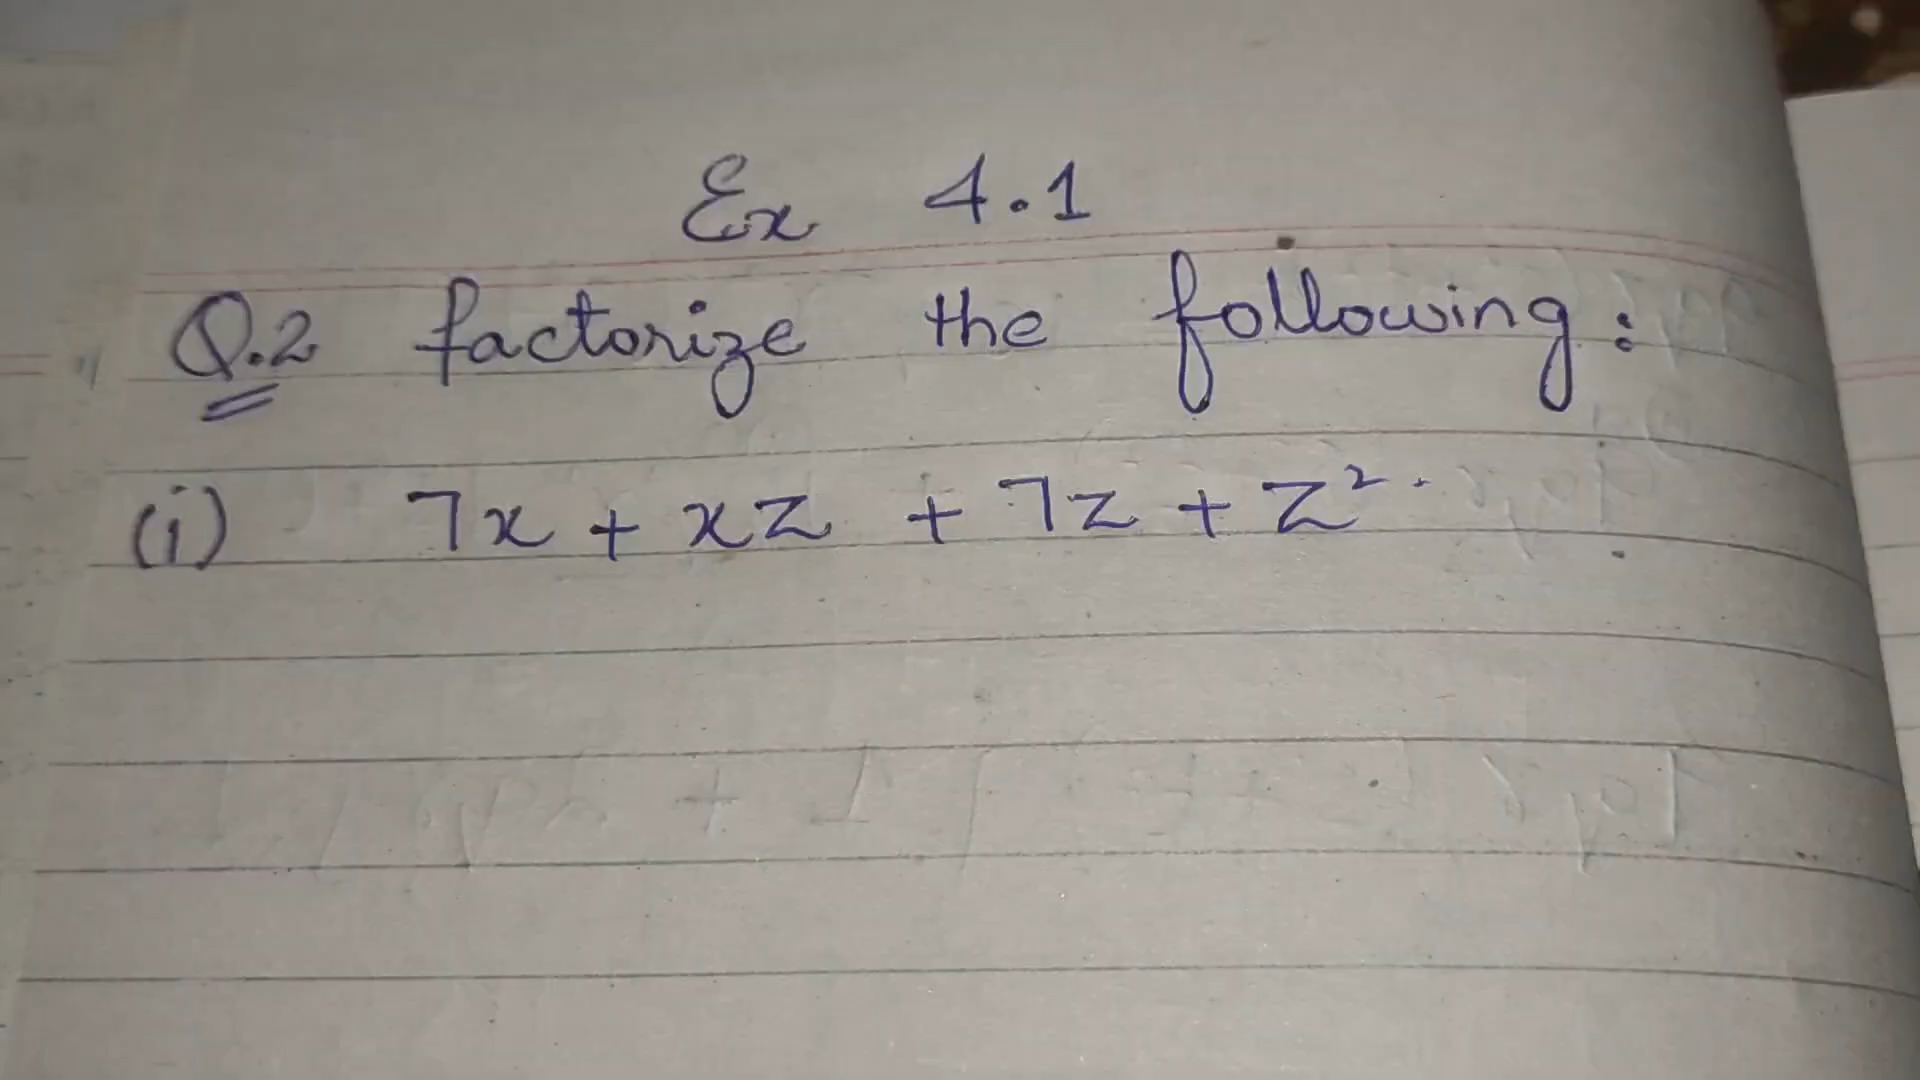 Ex 4.1
Q.2 factorize the following:
(i) 7x + xz + 7z + z².